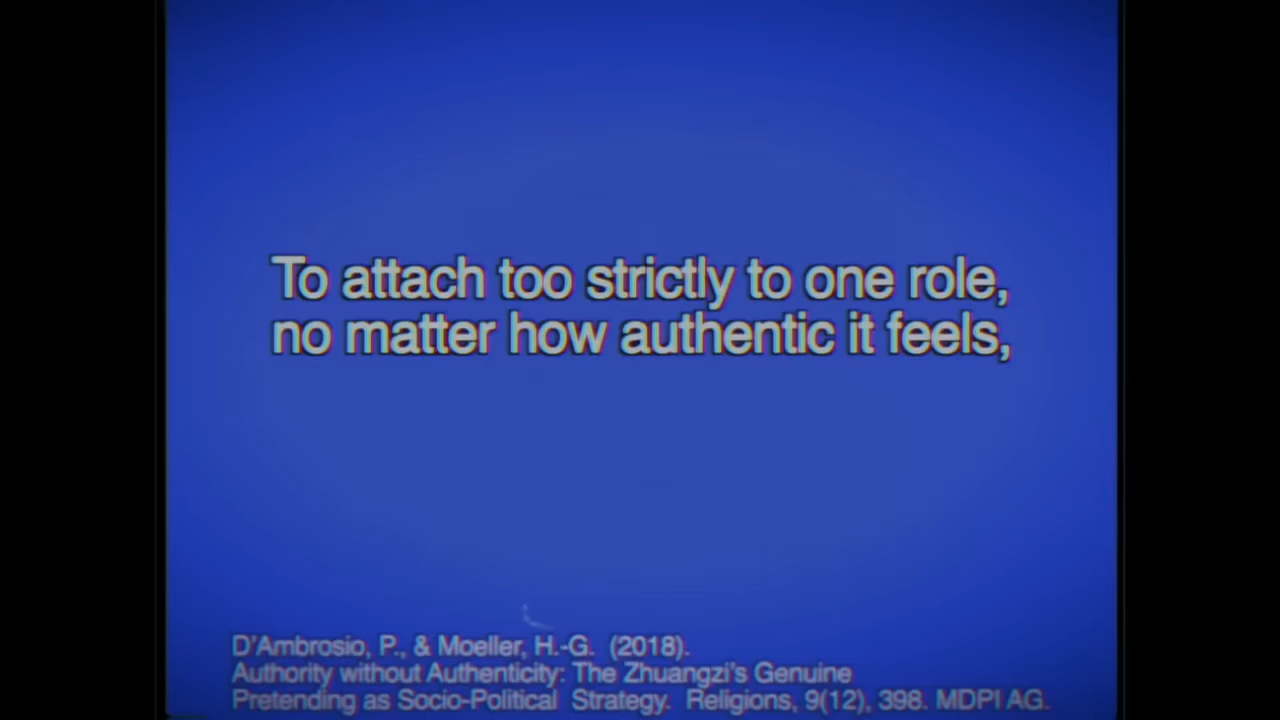 To attach too strictly to one role,
no matter how authentic it feels,
D'Ambrosio, P., & Moeller, H.-G. (2018).
Authority without Authenticity: The Zhuangzi's Genuine
Pretending as Socio-Political Strategy. Religions, 9(12), 398. MDPI AG.